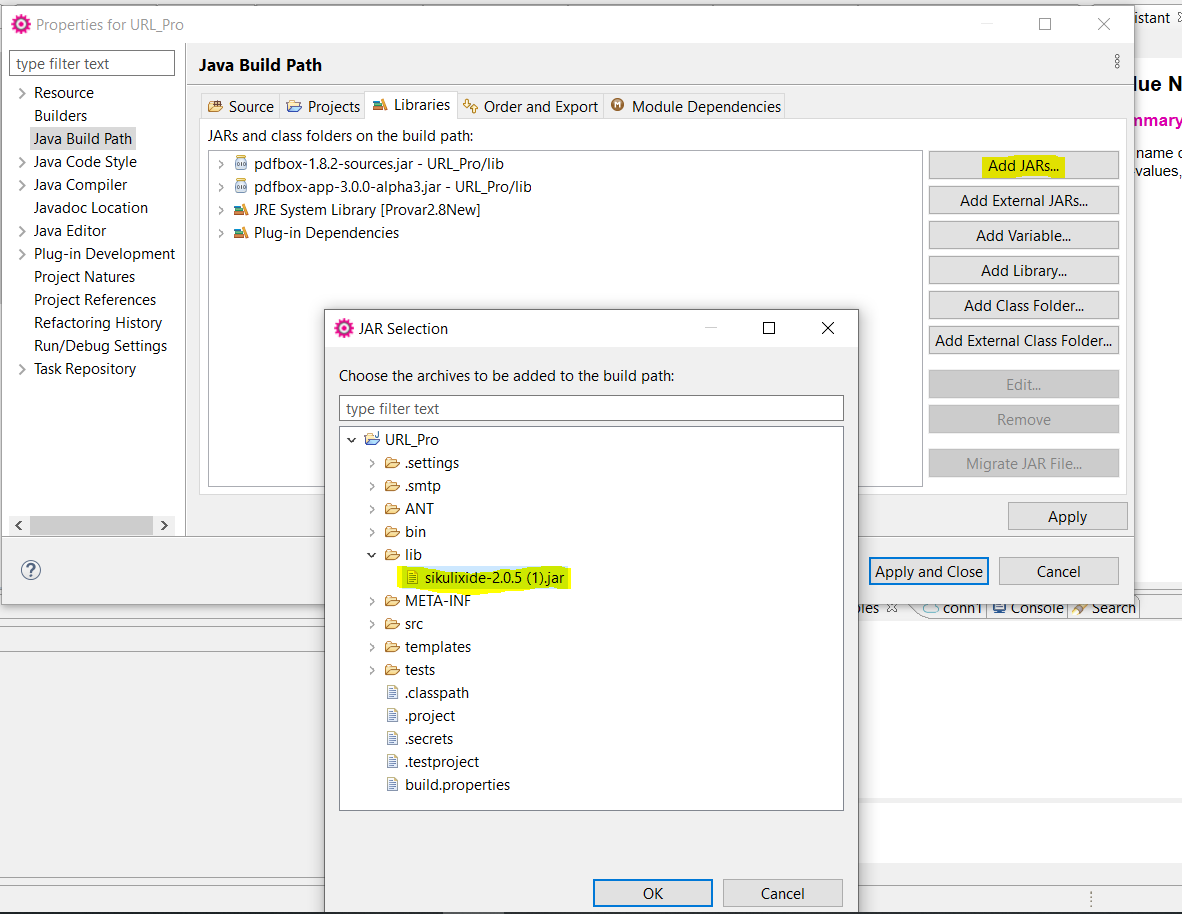 Properties for URL_Pro
type filter text
Resource
Builders
Java Build Path
Java Code Style
Java Compiler
Javadoc Location
Java Editor
Plug-in Development
Project Natures
Project References
Refactoring History
Run/Debug Settings
Task Repository
Java Build Path
Source
Projects
Libraries
Order and Export
Module Dependencies
JARs and class folders on the build path:
pdfbox-1.8.2-sources.jar - URL_Pro/lib
pdfbox-app-3.0.0-alpha3.jar - URL_Pro/lib
JRE System Library [Provar2.8New]
Plug-in Dependencies
Add JARs...
Add External JARs...
Add Variable...
Add Library...
Add Class Folder...
Add External Class Folder...
Edit...
Remove
Migrate JAR File...
Apply
Apply and Close
Cancel
JAR Selection
Choose the archives to be added to the build path:
type filter text
URL_Pro
.settings
.smtp
ANT
bin
lib
sikulixide-2.0.5 (1).jar
META-INF
src
templates
tests
.classpath
.project
.secrets
.testproject
build.properties
OK
Cancel
istant
lue N
mmary
name
values,
les
conn1
Console
Search